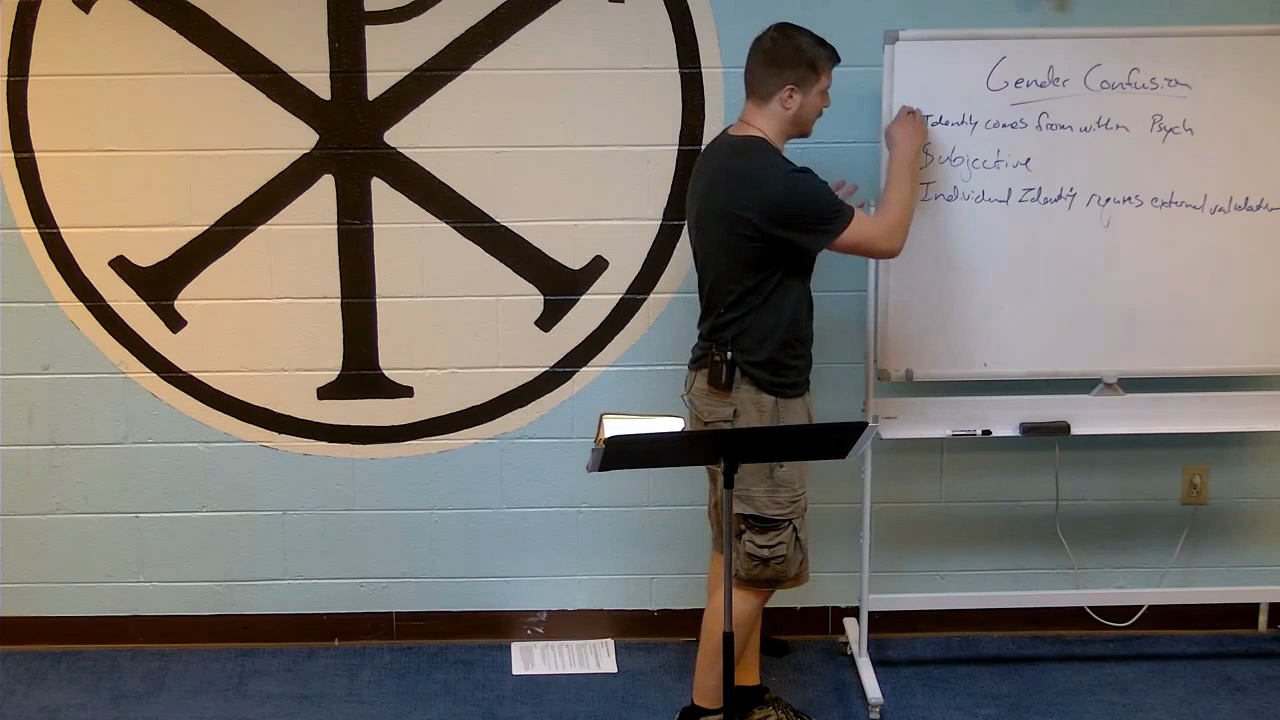 Gender Confusion
Identity comes from within Psych
Subjective
Individual Identity requires external validation